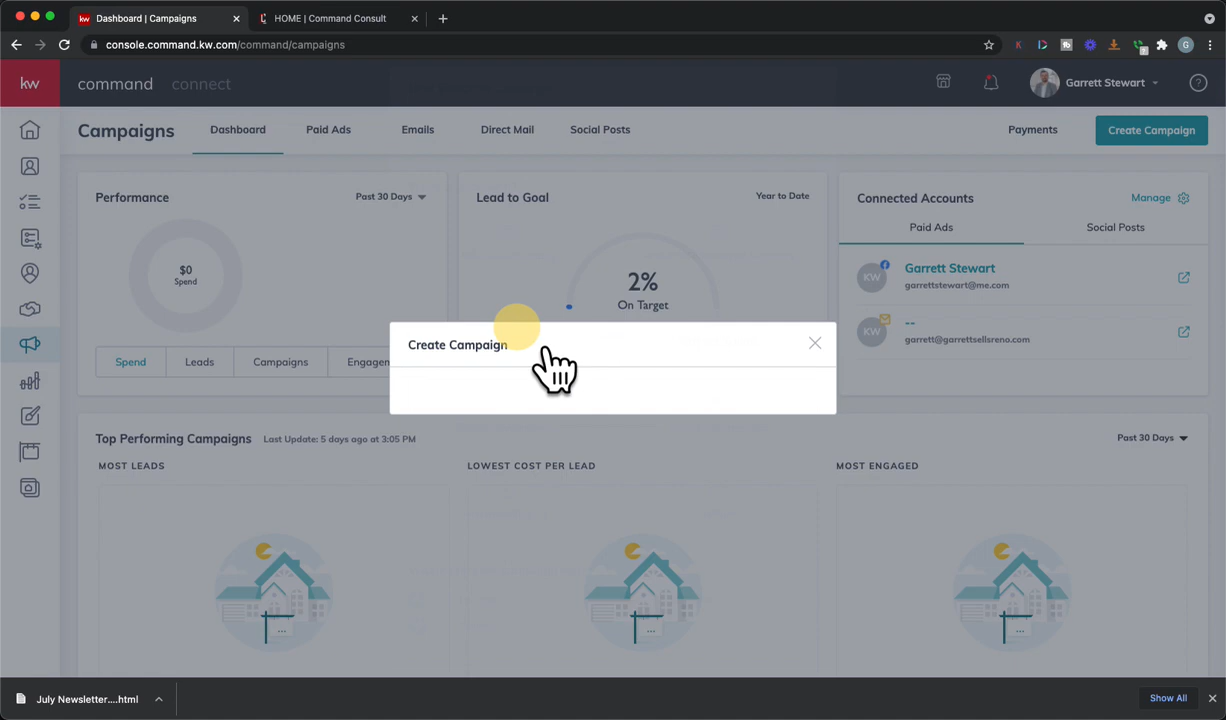 Dashboard | Campaigns
HOME | Command Consult
console.command.kw.com/command/campaigns
K
tb
7
G
kw
command
connect
Garrett Stewart
?
Campaigns
Dashboard
Paid Ads
Emails
Direct Mail
Social Posts
Payments
Create Campaign
Performance
Past 30 Days
$0
Spend
Spend
Leads
Campaigns
Engagen
Lead to Goal
Year to Date
2%
On Target
Connected Accounts
Manage
Paid Ads
Social Posts
KW
Garrett Stewart
garrettstewart@me.com
KW
--
garrett@garrettsellsreno.com
Create Campaign
Top Performing Campaigns
Last Update: 5 days ago at 3:05 PM
Past 30 Days
MOST LEADS
LOWEST COST PER LEAD
MOST ENGAGED
...
...
...
July Newsletter....html
Show All